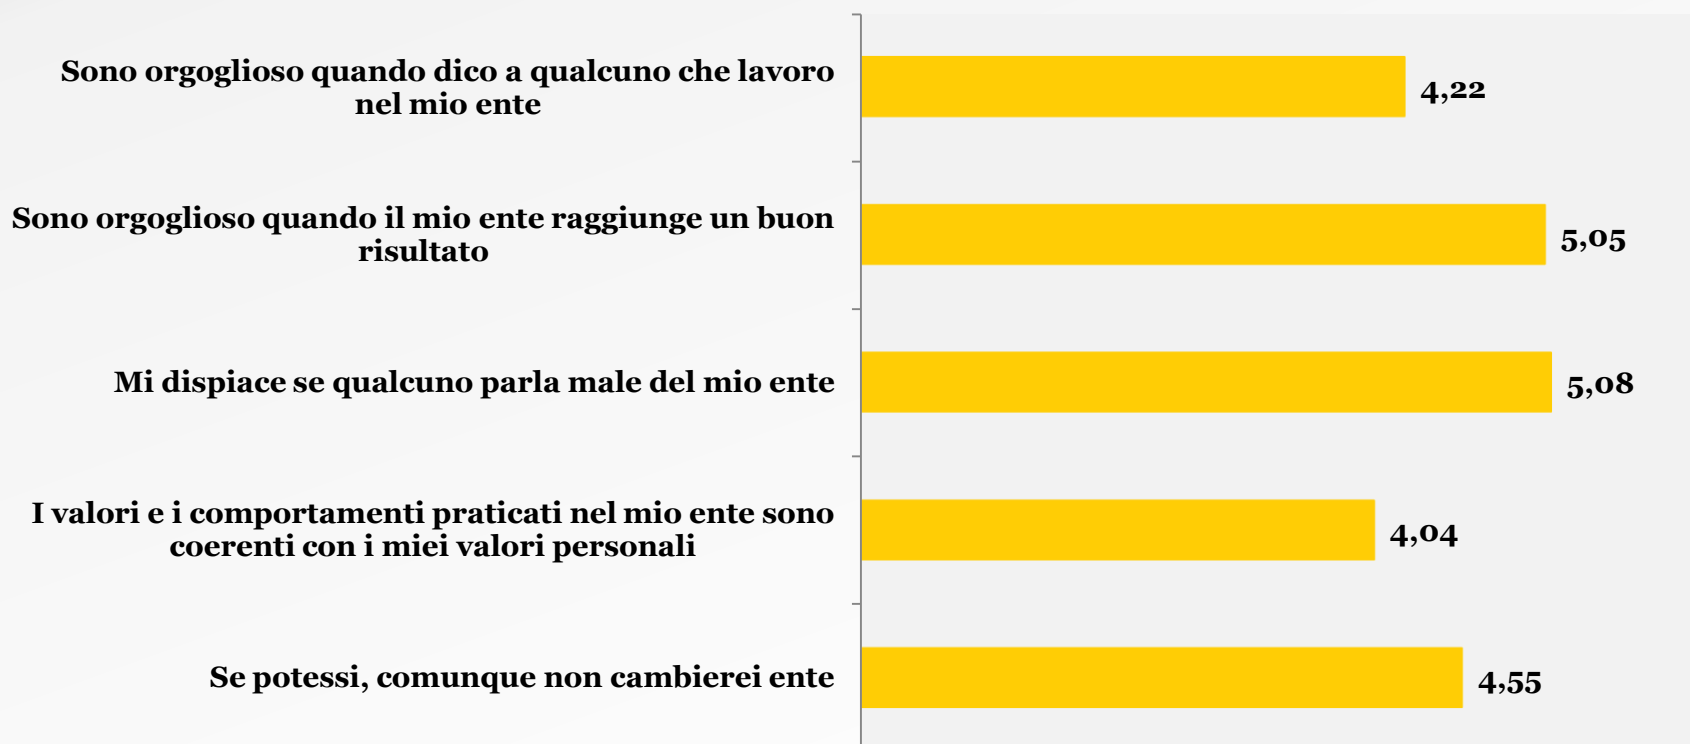 Sono orgoglioso quando dico a qualcuno che lavoro
nel mio ente
4,22
Sono orgoglioso quando il mio ente raggiunge un buon
risultato
5,05
Mi dispiace se qualcuno parla male del mio ente
5,08
I valori e i comportamenti praticati nel mio ente sono
coerenti con i miei valori personali
4,04
Se potessi, comunque non cambierei ente
4,55